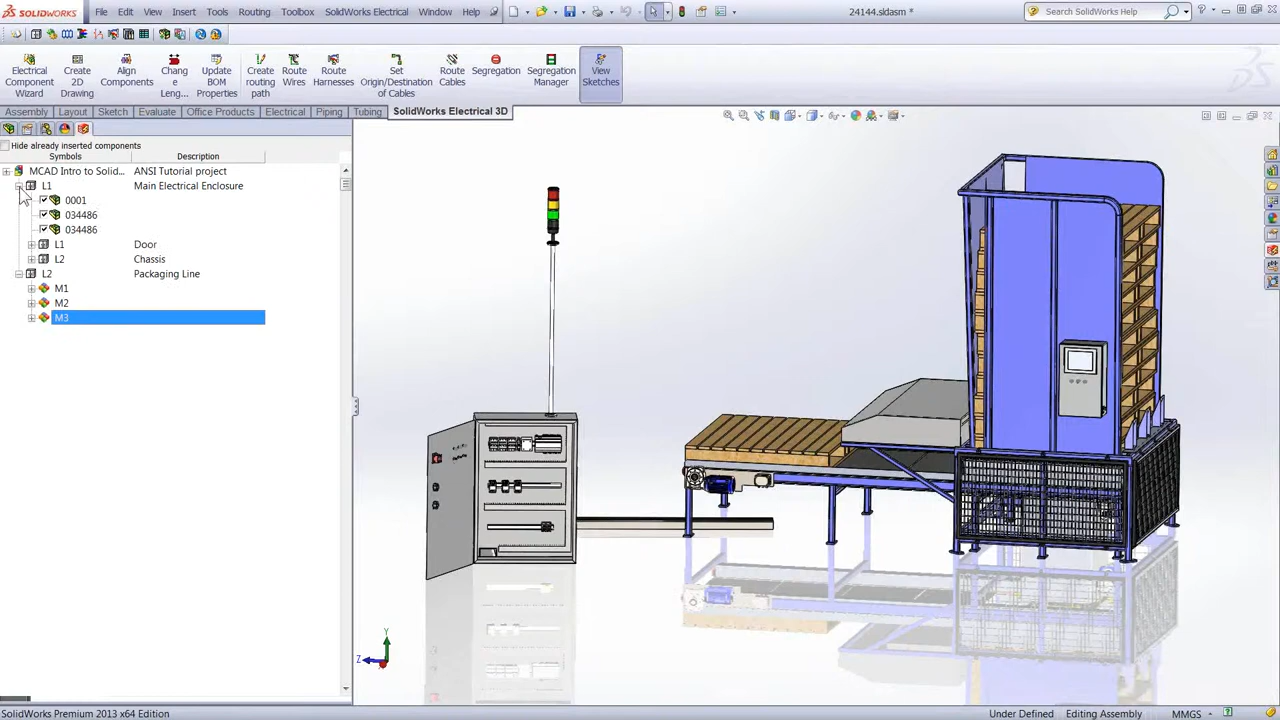 SOLIDWORKS File Edit View Insert Tools Routing Toolbox SolidWorks Electrical Window Help 24144.sldasm Search SolidWorks Help
Electrical Component Wizard
Create 2D Drawing
Align Components
Chang e Leng...
Update BOM Properties
Create routing path
Route Wires
Route Harnesses
Set Origin/Destination of Cables
Route Cables
Segregation
Segregation Manager
View Sketches
Assembly Layout Sketch Evaluate Office Products Electrical Piping Tubing SolidWorks Electrical 3D
Hide already inserted components
Symbols Description
MCAD Intro to Solid... ANSI Tutorial project
L1 Main Electrical Enclosure
0001
034486
034486
L1 Door
L2 Chassis
L2 Packaging Line
M1
M2
M3
Y
Z
SolidWorks Premium 2013 x64 Edition Under Defined Editing Assembly MMGS